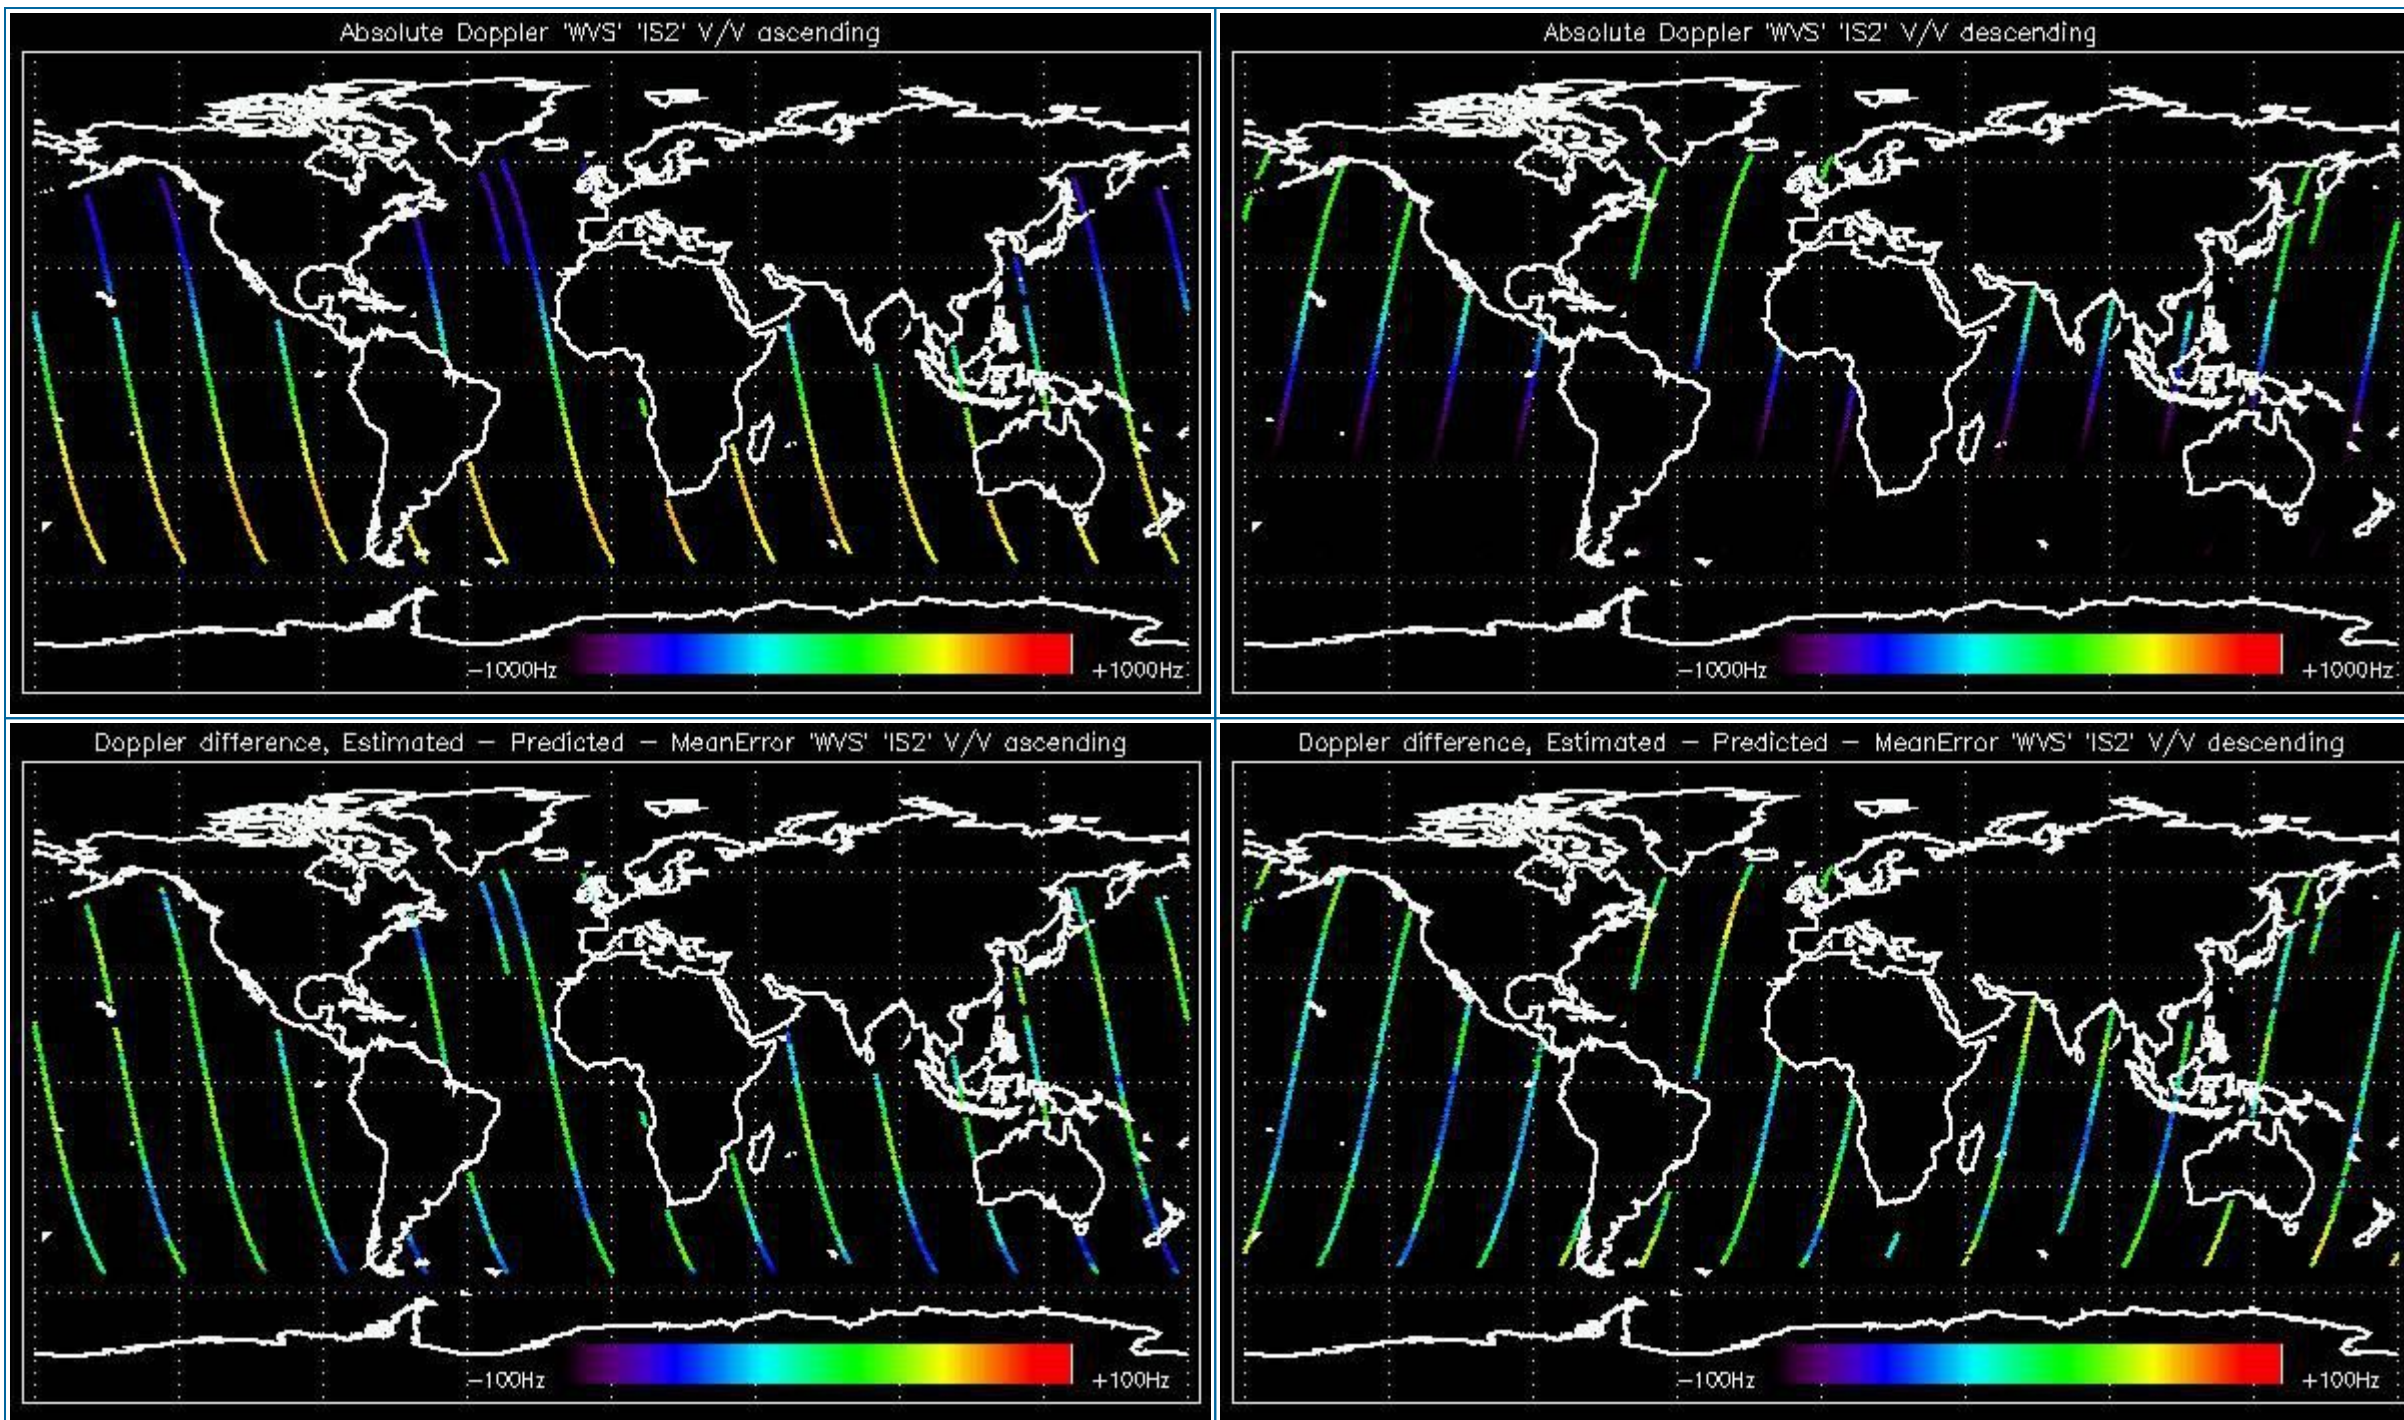 Absolute Doppler 'WVS' 'IS2' V/V ascending
-1000Hz
+1000Hz
Absolute Doppler 'WVS' 'IS2' V/V descending
-1000Hz
+1000Hz
Doppler difference, Estimated - Predicted - MeanError 'WVS' 'IS2' V/V ascending
-100Hz
+100Hz
Doppler difference, Estimated - Predicted - MeanError 'WVS' 'IS2' V/V descending
-100Hz
+100Hz